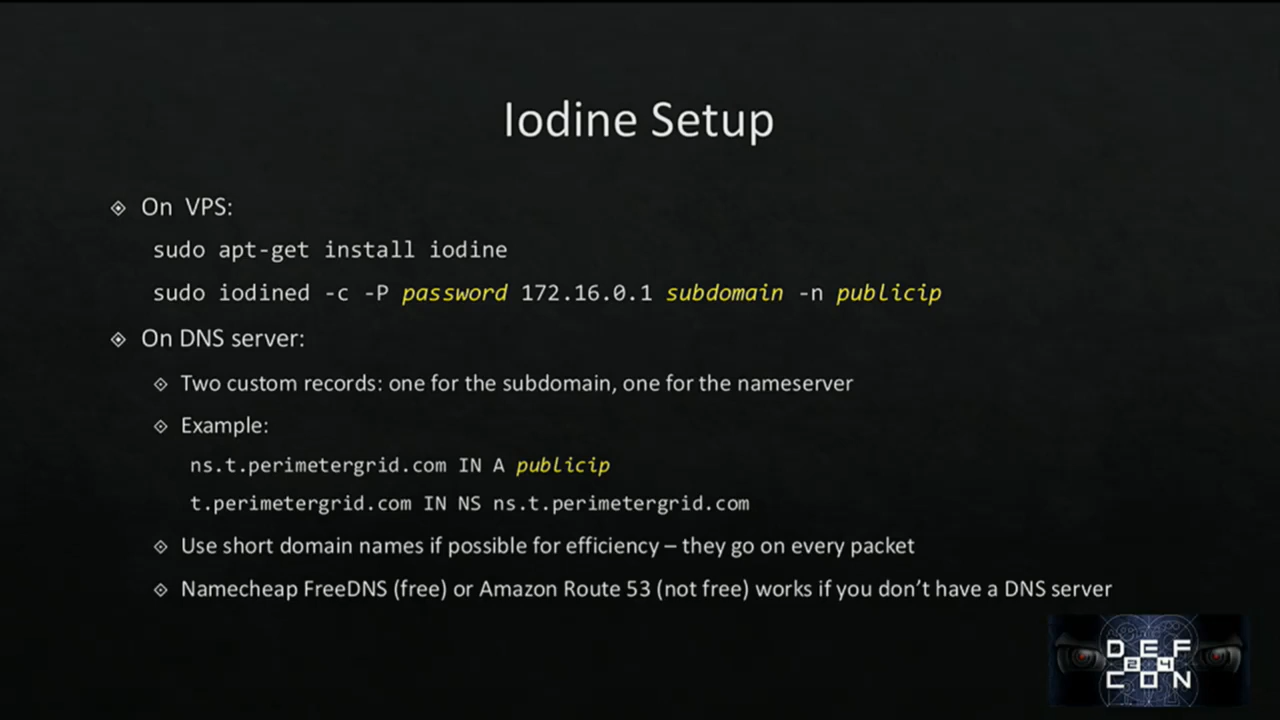 Iodine Setup
On VPS:
sudo apt-get install iodine
sudo iodined -c -P password 172.16.0.1 subdomain -n publicip
On DNS server:
Two custom records: one for the subdomain, one for the nameserver
Example:
ns.t.perimetergrid.com IN A publicip
t.perimetergrid.com IN NS ns.t.perimetergrid.com
Use short domain names if possible for efficiency – they go on every packet
Namecheap FreeDNS (free) or Amazon Route 53 (not free) works if you don’t have a DNS server
DEF
24
CON